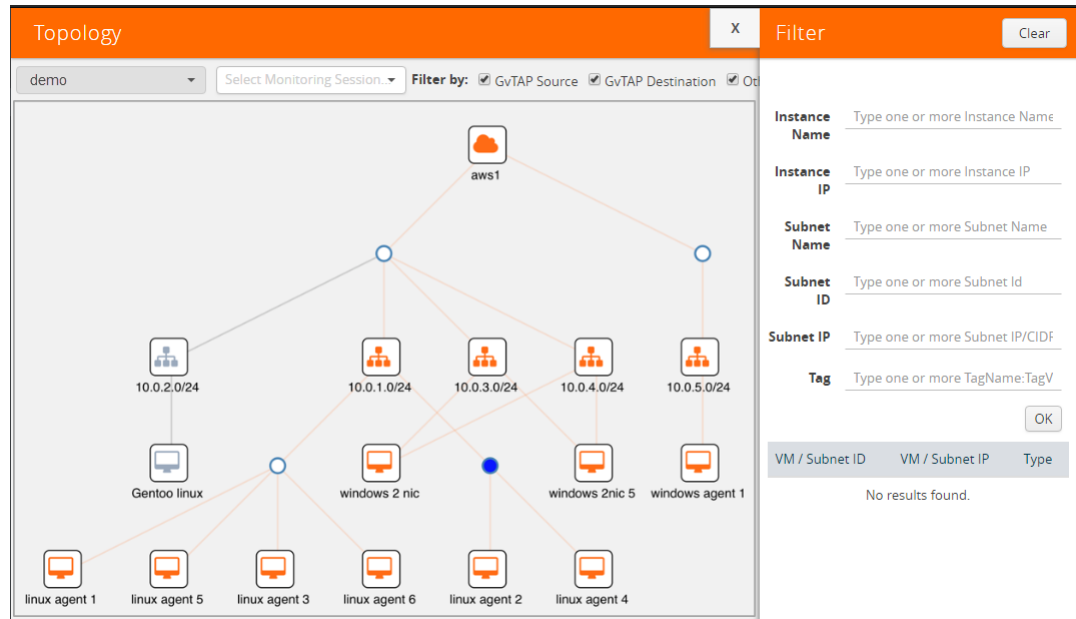 Topology
X
Filter
Clear
demo
Select Monitoring Session..
Filter by:
GvTAP Source
GvTAP Destination
aws1
10.0.2.0/24
10.0.1.0/24
10.0.3.0/24
10.0.4.0/24
10.0.5.0/24
Gentoo linux
windows 2 nic
windows 2nic 5
windows agent 1
linux agent 1
linux agent 5
linux agent 3
linux agent 6
linux agent 2
linux agent 4
Instance
Name
Type one or more Instance Name
Instance
IP
Type one or more Instance IP
Subnet
Name
Type one or more Subnet Name
Subnet
ID
Type one or more Subnet Id
Subnet IP
Type one or more Subnet IP/CIDR
Tag
Type one or more TagName:TagV
OK
VM / Subnet ID
VM / Subnet IP
Type
No results found.